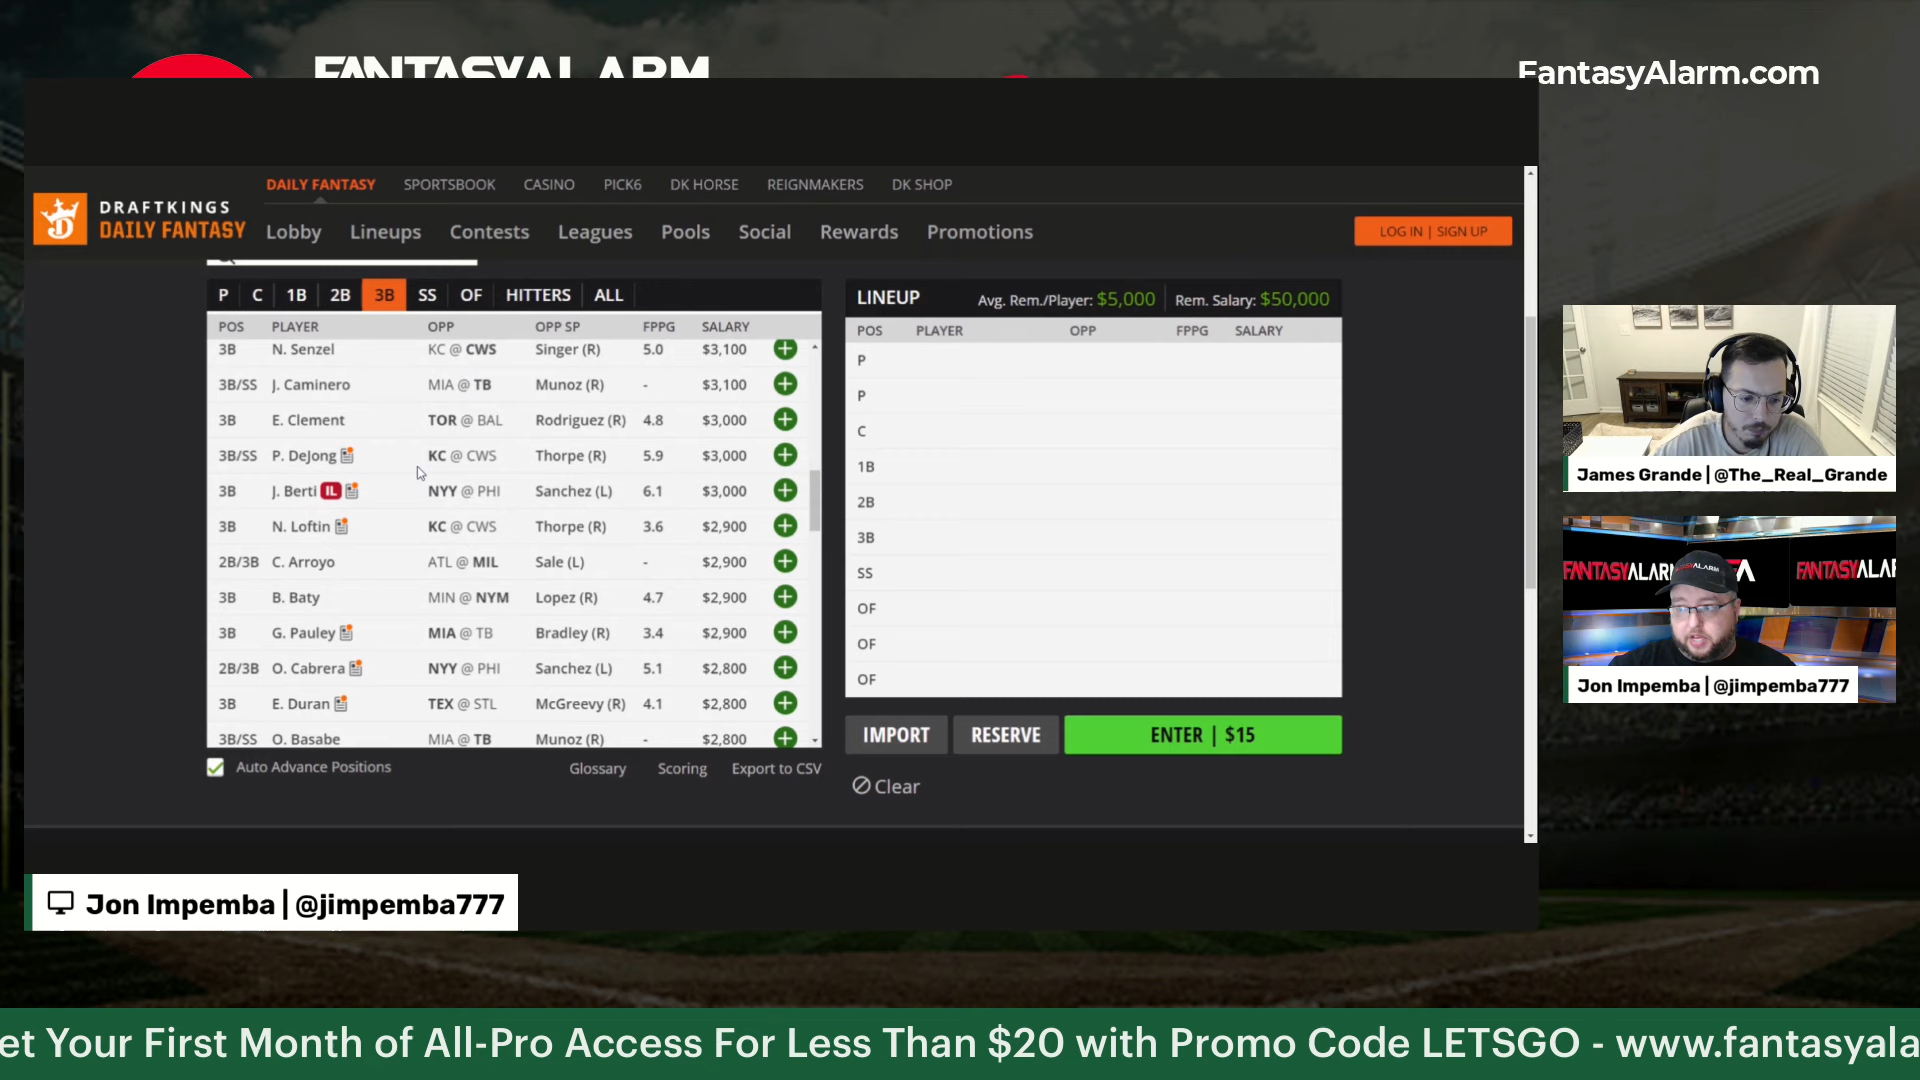 FANTASYALARM
FantasyAlarm.com
DAILY FANTASY SPORTSBOOK CASINO PICK6 DK HORSE REIGNMAKERS DK SHOP
DRAFTKINGS
DAILY FANTASY
Lobby Lineups Contests Leagues Pools Social Rewards Promotions
LOG IN | SIGN UP
P C 1B 2B 3B SS OF HITTERS ALL
POS PLAYER OPP OPP SP FPPG SALARY
3B N. Senzel KC @ CWS Singer (R) 5.0 $3,100
3B/SS J. Caminero MIA @ TB Munoz (R) - $3,100
3B E. Clement TOR @ BAL Rodriguez (R) 4.8 $3,000
3B/SS P. DeJong KC @ CWS Thorpe (R) 5.9 $3,000
3B J. Berti IL NYY @ PHI Sanchez (L) 6.1 $3,000
3B N. Loftin KC @ CWS Thorpe (R) 3.6 $2,900
2B/3B C. Arroyo ATL @ MIL Sale (L) - $2,900
3B B. Baty MIN @ NYM Lopez (R) 4.7 $2,900
3B G. Pauley MIA @ TB Bradley (R) 3.4 $2,900
2B/3B O. Cabrera NYY @ PHI Sanchez (L) 5.1 $2,800
3B E. Duran TEX @ STL McGreevy (R) 4.1 $2,800
3B/SS O. Basabe MIA @ TB Munoz (R) - $2,800
Auto Advance Positions Glossary Scoring Export to CSV
LINEUP Avg. Rem./Player: $5,000 Rem. Salary: $50,000
POS PLAYER OPP FPPG SALARY
P
P
C
1B
2B
3B
SS
OF
OF
OF
IMPORT RESERVE ENTER | $15
Clear
James Grande | @The_Real_Grande
FANTASYALARM
FANTASYALAR
FANTASYALAR
Jon Impemba | @jimpemba777
Jon Impemba | @jimpemba777
et Your First Month of All-Pro Access For Less Than $20 with Promo Code LETSGO - www.fantasyala